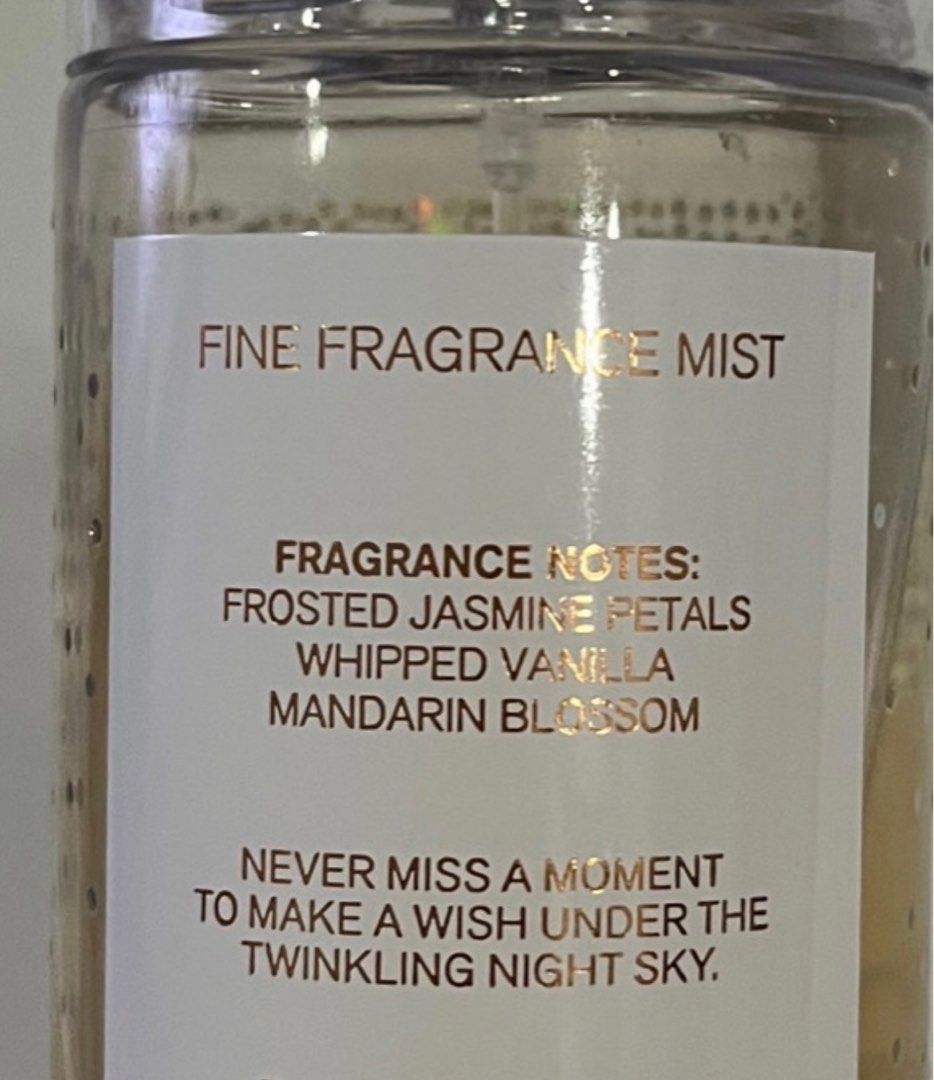 FINE FRAGRANCE MIST
FRAGRANCE NOTES:
FROSTED JASMINE PETALS
WHIPPED VANILLA
MANDARIN BLOSSOM
NEVER MISS A MOMENT
TO MAKE A WISH UNDER THE
TWINKLING NIGHT SKY.